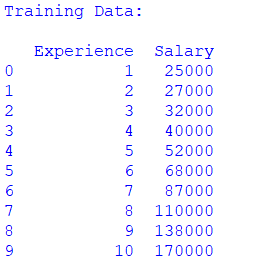 Training Data:
Experience Salary
0 1 25000
1 2 27000
2 3 32000
3 4 40000
4 5 52000
5 6 68000
6 7 87000
7 8 110000
8 9 138000
9 10 170000